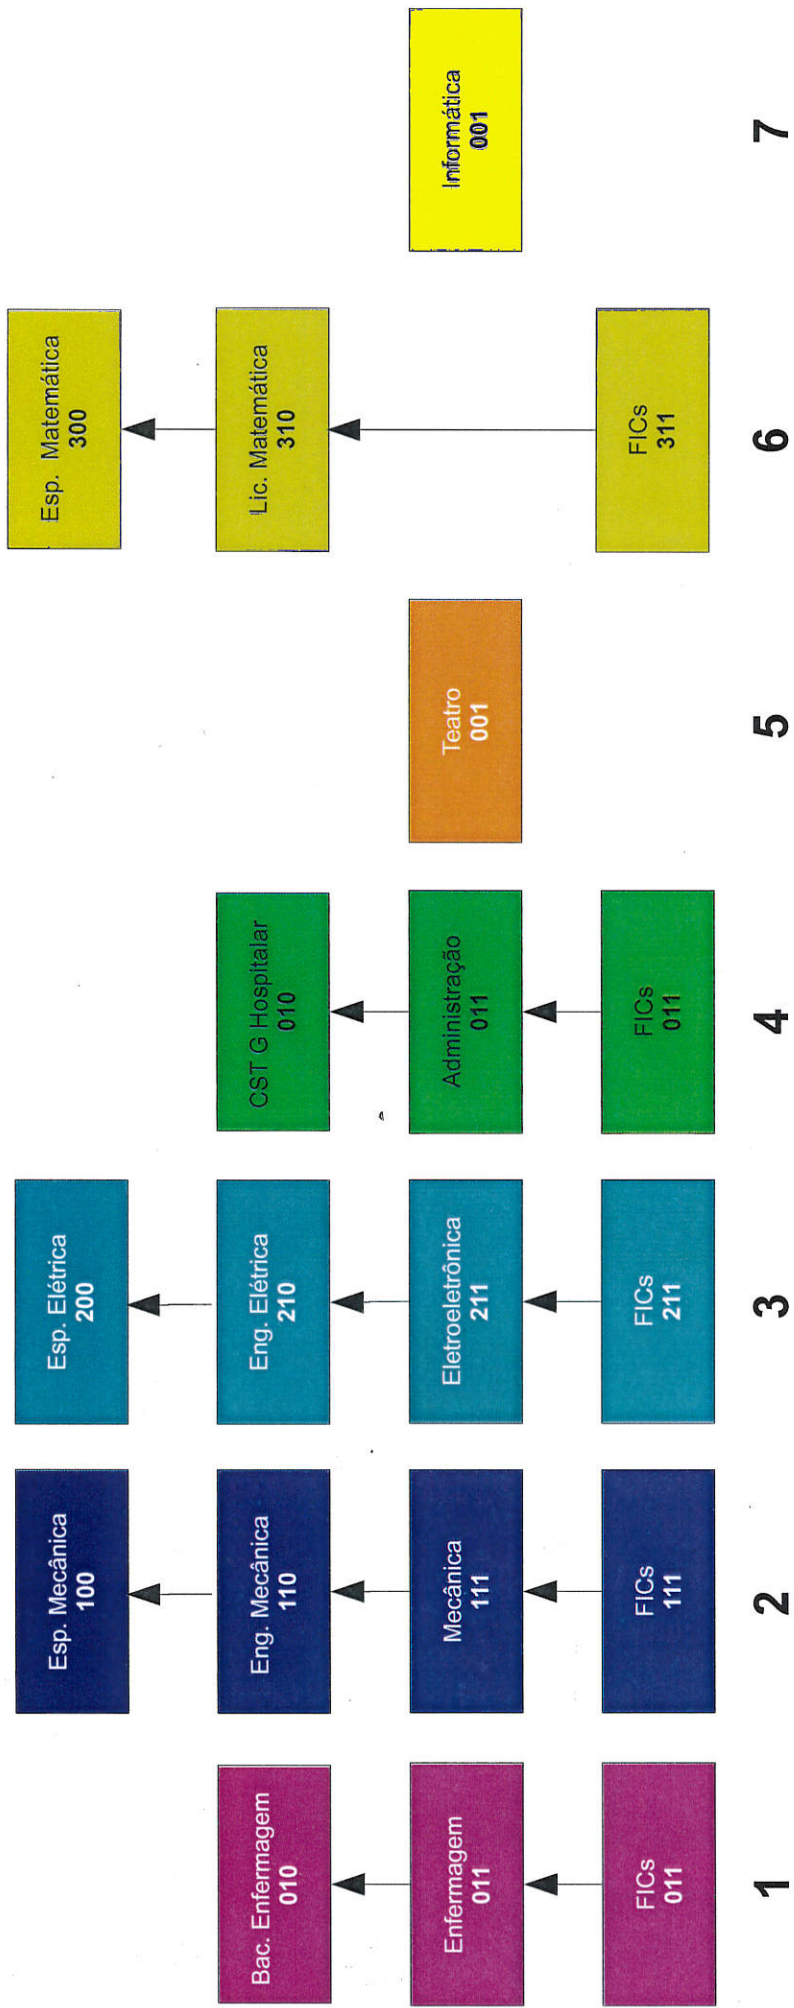 Esp. Mecânica
100
Esp. Elétrica
200
Esp. Matemática
300
Bac. Enfermagem
010
Eng. Mecânica
110
Eng. Elétrica
210
CST G Hospitalar
010
Lic. Matemática
310
Enfermagem
011
Mecânica
111
Eletroeletrônica
211
Administração
011
Teatro
001
Informática
001
FICs
011
FICs
111
FICs
211
FICs
011
FICs
311
1
2
3
4
5
6
7